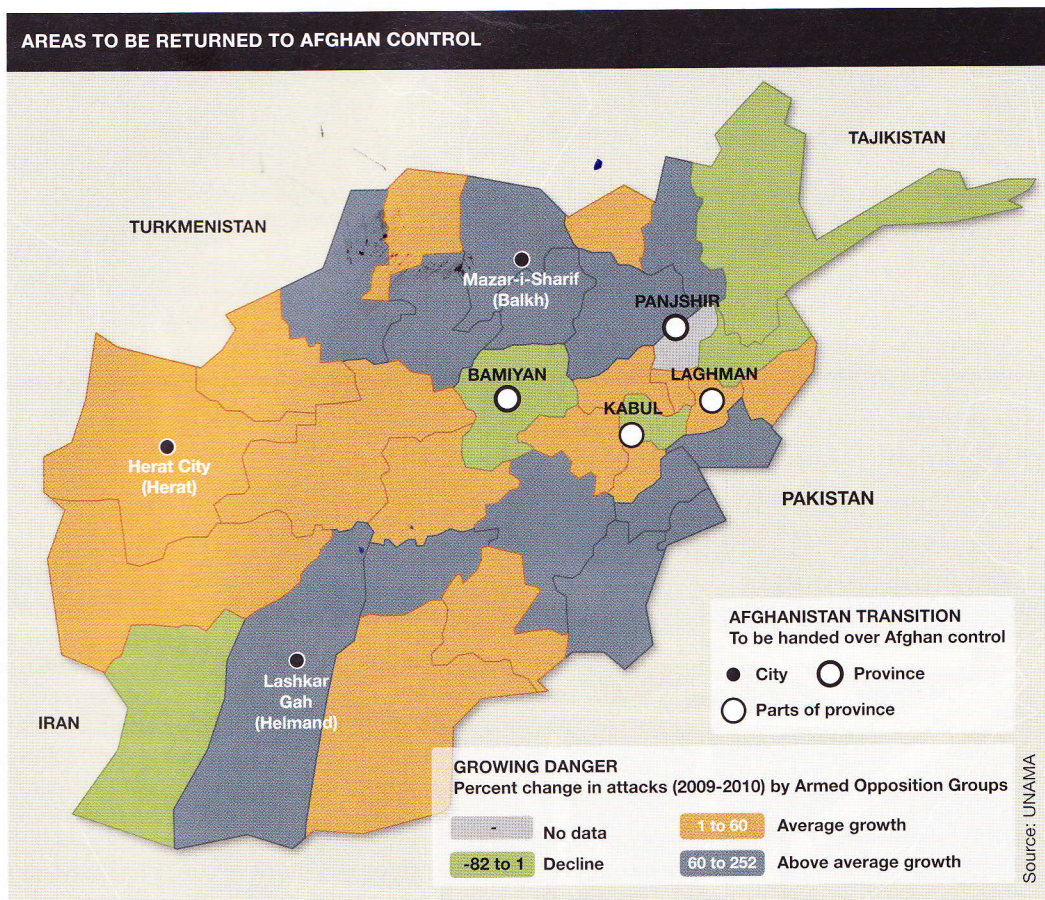 AREAS TO BE RETURNED TO AFGHAN CONTROL
TAJIKISTAN
TURKMENISTAN
Mazar-i-Sharif
(Balkh)
PANJSHIR
BAMIYAN
LAGHMAN
KABUL
Herat City
(Herat)
PAKISTAN
Lashkar
Gah
(Helmand)
IRAN
AFGHANISTAN TRANSITION
To be handed over Afghan control
City
Province
Parts of province
GROWING DANGER
Percent change in attacks (2009-2010) by Armed Opposition Groups
- No data
1 to 60 Average growth
-82 to 1 Decline
60 to 252 Above average growth
Source: UNAMA